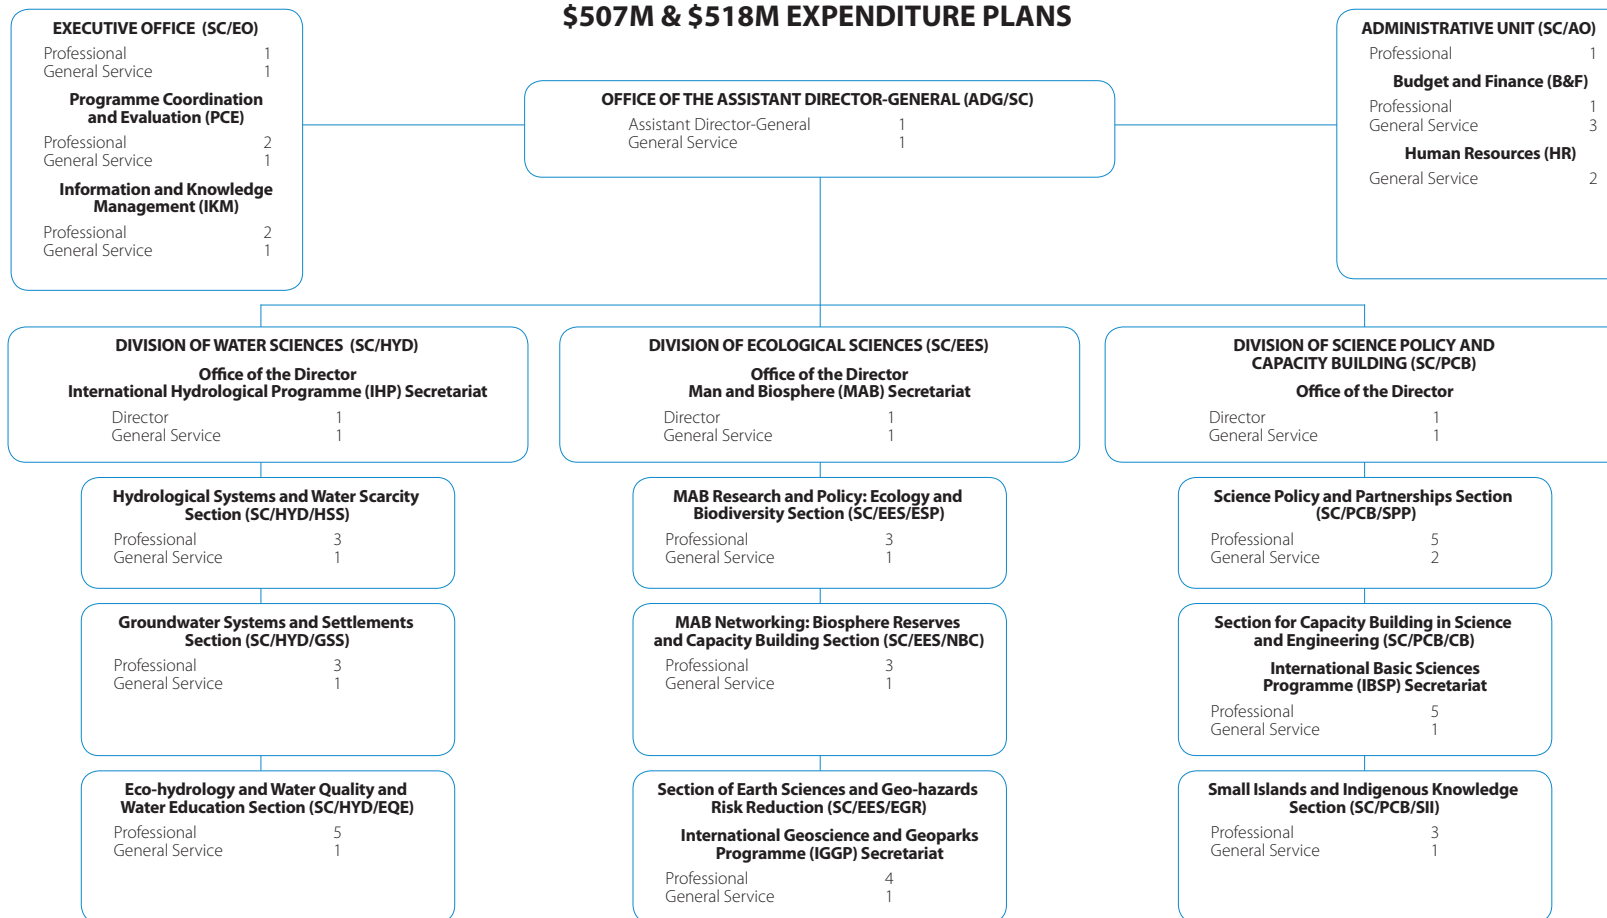 $507M & $518M EXPENDITURE PLANS
EXECUTIVE OFFICE (SC/EO)
Professional 1
General Service 1
Programme Coordination
and Evaluation (PCE)
Professional 2
General Service 1
Information and Knowledge
Management (IKM)
Professional 2
General Service 1
OFFICE OF THE ASSISTANT DIRECTOR-GENERAL (ADG/SC)
Assistant Director-General 1
General Service 1
ADMINISTRATIVE UNIT (SC/AO)
Professional 1
Budget and Finance (B&F)
Professional 1
General Service 3
Human Resources (HR)
General Service 2
DIVISION OF WATER SCIENCES (SC/HYD)
Office of the Director
International Hydrological Programme (IHP) Secretariat
Director 1
General Service 1
Hydrological Systems and Water Scarcity
Section (SC/HYD/HSS)
Professional 3
General Service 1
Groundwater Systems and Settlements
Section (SC/HYD/GSS)
Professional 3
General Service 1
Eco-hydrology and Water Quality and
Water Education Section (SC/HYD/EQE)
Professional 5
General Service 1
DIVISION OF ECOLOGICAL SCIENCES (SC/EES)
Office of the Director
Man and Biosphere (MAB) Secretariat
Director 1
General Service 1
MAB Research and Policy: Ecology and
Biodiversity Section (SC/EES/ESP)
Professional 3
General Service 1
MAB Networking: Biosphere Reserves
and Capacity Building Section (SC/EES/NBC)
Professional 3
General Service 1
Section of Earth Sciences and Geo-hazards
Risk Reduction (SC/EES/EGR)
International Geoscience and Geoparks
Programme (IGGP) Secretariat
Professional 4
General Service 1
DIVISION OF SCIENCE POLICY AND
CAPACITY BUILDING (SC/PCB)
Office of the Director
Director 1
General Service 1
Science Policy and Partnerships Section
(SC/PCB/SPP)
Professional 5
General Service 2
Section for Capacity Building in Science
and Engineering (SC/PCB/CB)
International Basic Sciences
Programme (IBSP) Secretariat
Professional 5
General Service 1
Small Islands and Indigenous Knowledge
Section (SC/PCB/SII)
Professional 3
General Service 1